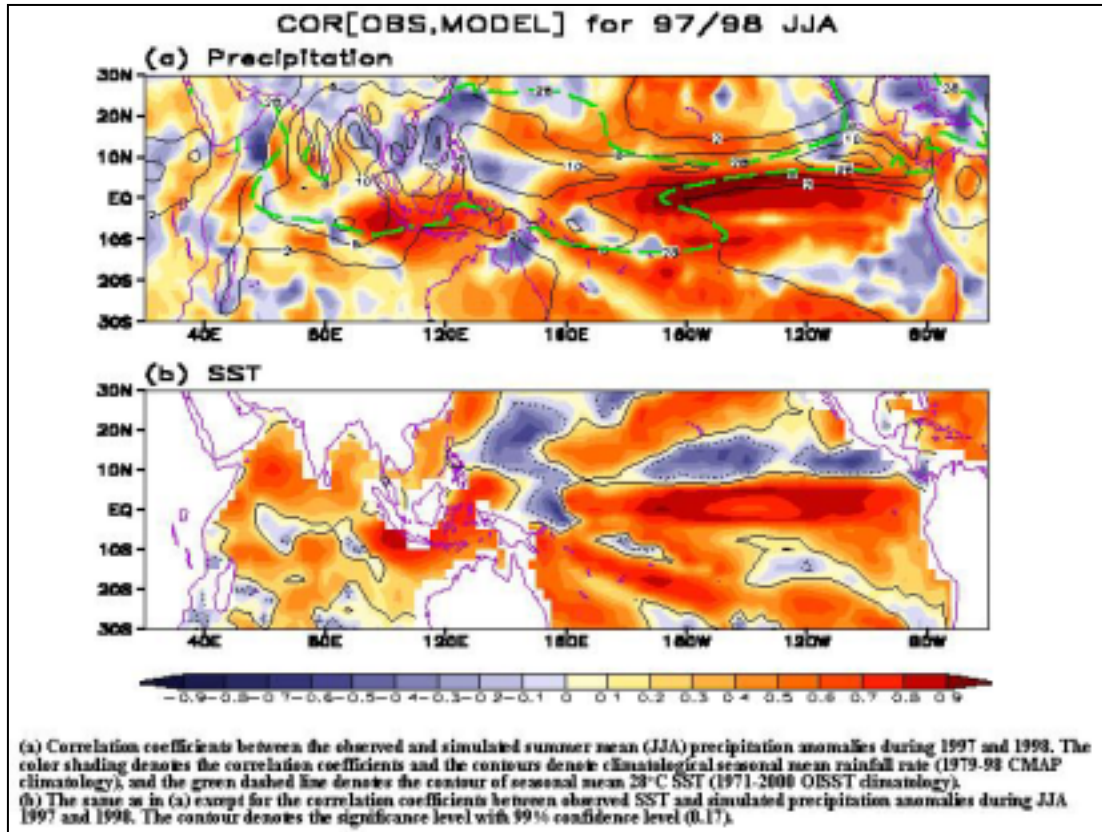 COR[OBS,MODEL] for 97/98 JJA
(a) Precipitation
30N
20N
10N
EQ
10S
20S
30S
40E 80E 120E 160E 160W 120W 80W
(b) SST
30N
20N
10N
EQ
10S
20S
30S
40E 80E 120E 160E 160W 120W 80W
-0.9 -0.8 -0.7 -0.6 -0.5 -0.4 -0.3 -0.2 -0.1 0 0.1 0.2 0.3 0.4 0.5 0.6 0.7 0.8 0.9
(a) Correlation coefficients between the observed and simulated summer mean (JJA) precipitation anomalies during 1997 and 1998. The
color shading denotes the correlation coefficients and the contours denote climatological seasonal mean rainfall rate (1979-98 CMAP
climatology), and the green dashed line denotes the contour of seasonal mean 28°C SST (1971-2000 OISST climatology).
(b) The same as in (a) except for the correlation coefficients between observed SST and simulated precipitation anomalies during JJA
1997 and 1998. The contour denotes the significance level with 99% confidence level (0.17).